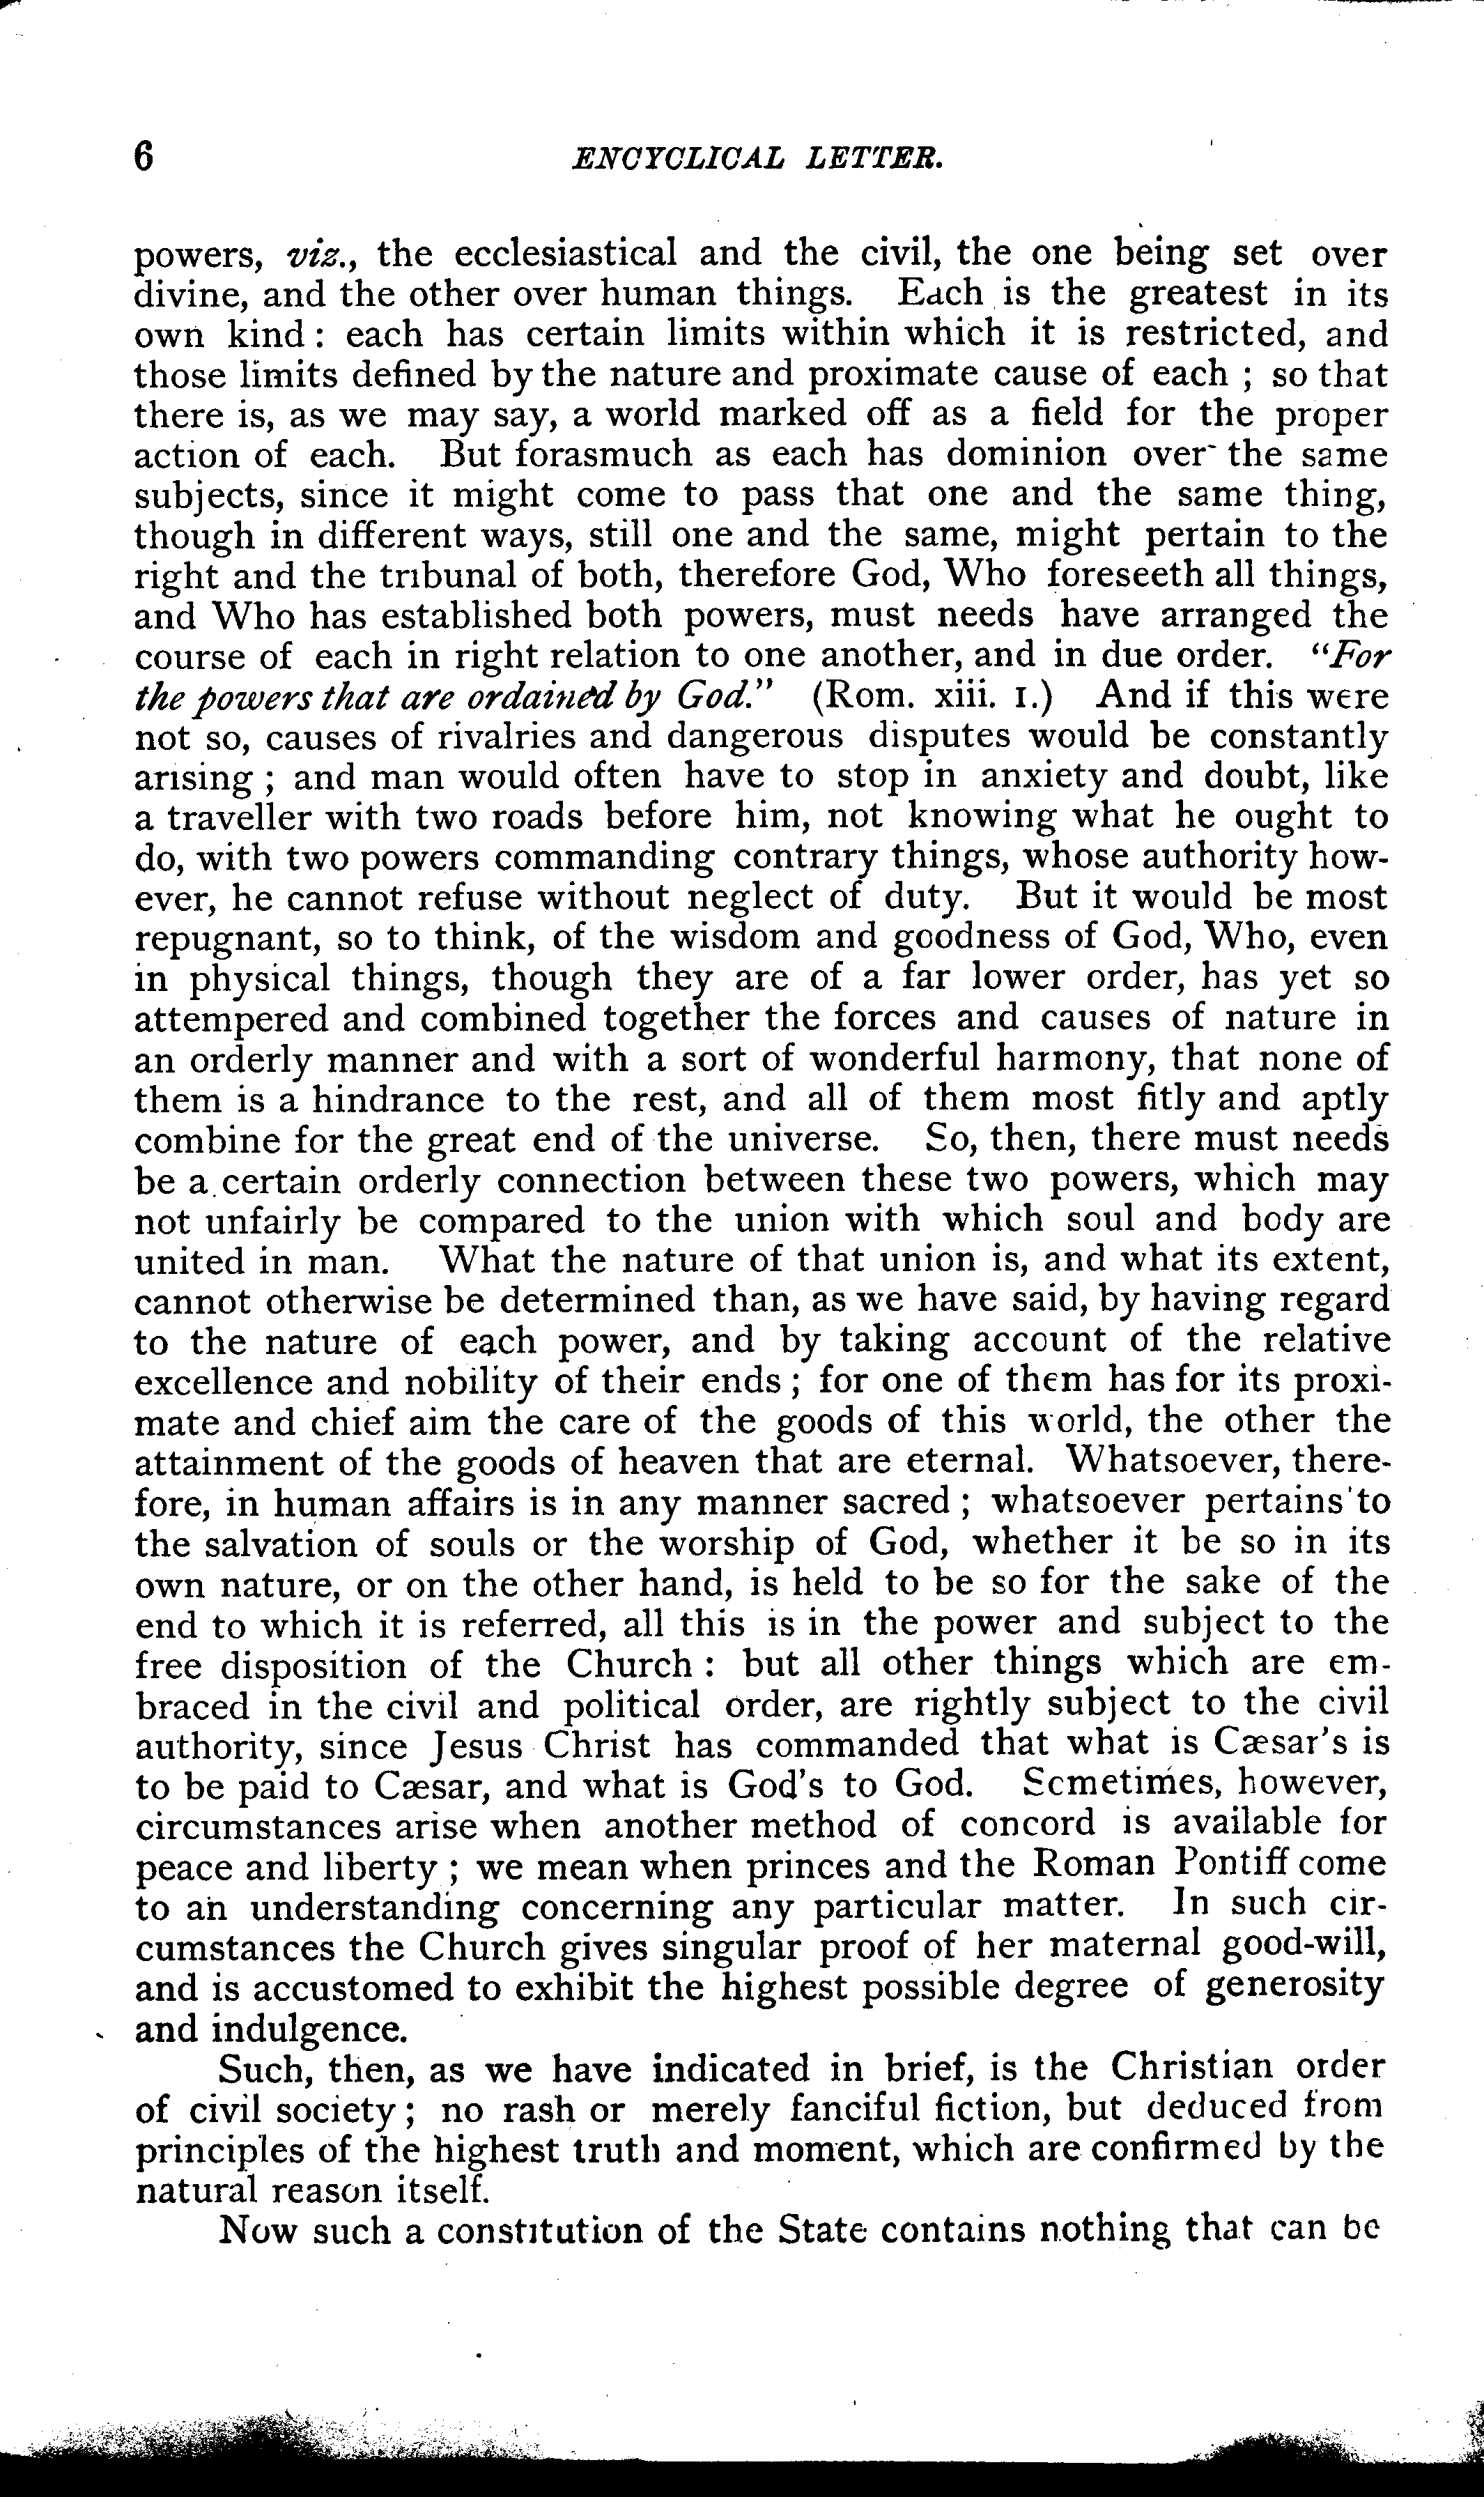 6 ENCYCLICAL LETTER.
powers, viz., the ecclesiastical and the civil, the one being set over
divine, and the other over human things. Each is the greatest in its
own kind : each has certain limits within which it is restricted, and
those limits defined by the nature and proximate cause of each ; so that
there is, as we may say, a world marked off as a field for the proper
action of each. But forasmuch as each has dominion over the same
subjects, since it might come to pass that one and the same thing,
though in different ways, still one and the same, might pertain to the
right and the tribunal of both, therefore God, Who foreseeth all things,
and Who has established both powers, must needs have arranged the
course of each in right relation to one another, and in due order. "For
the powers that are ordained by God." (Rom. xiii. 1.) And if this were
not so, causes of rivalries and dangerous disputes would be constantly
arising ; and man would often have to stop in anxiety and doubt, like
a traveller with two roads before him, not knowing what he ought to
do, with two powers commanding contrary things, whose authority how-
ever, he cannot refuse without neglect of duty. But it would be most
repugnant, so to think, of the wisdom and goodness of God, Who, even
in physical things, though they are of a far lower order, has yet so
attempered and combined together the forces and causes of nature in
an orderly manner and with a sort of wonderful harmony, that none of
them is a hindrance to the rest, and all of them most fitly and aptly
combine for the great end of the universe. So, then, there must needs
be a certain orderly connection between these two powers, which may
not unfairly be compared to the union with which soul and body are
united in man. What the nature of that union is, and what its extent,
cannot otherwise be determined than, as we have said, by having regard
to the nature of each power, and by taking account of the relative
excellence and nobility of their ends ; for one of them has for its proxi-
mate and chief aim the care of the goods of this world, the other the
attainment of the goods of heaven that are eternal. Whatsoever, there-
fore, in human affairs is in any manner sacred ; whatsoever pertains to
the salvation of souls or the worship of God, whether it be so in its
own nature, or on the other hand, is held to be so for the sake of the
end to which it is referred, all this is in the power and subject to the
free disposition of the Church : but all other things which are em-
braced in the civil and political order, are rightly subject to the civil
authority, since Jesus Christ has commanded that what is Cæsar's is
to be paid to Cæsar, and what is God's to God. Sometimes, however,
circumstances arise when another method of concord is available for
peace and liberty ; we mean when princes and the Roman Pontiff come
to an understanding concerning any particular matter. In such cir-
cumstances the Church gives singular proof of her maternal good-will,
and is accustomed to exhibit the highest possible degree of generosity
and indulgence.
Such, then, as we have indicated in brief, is the Christian order
of civil society ; no rash or merely fanciful fiction, but deduced from
principles of the highest truth and moment, which are confirmed by the
natural reason itself.
Now such a constitution of the State contains nothing that can be